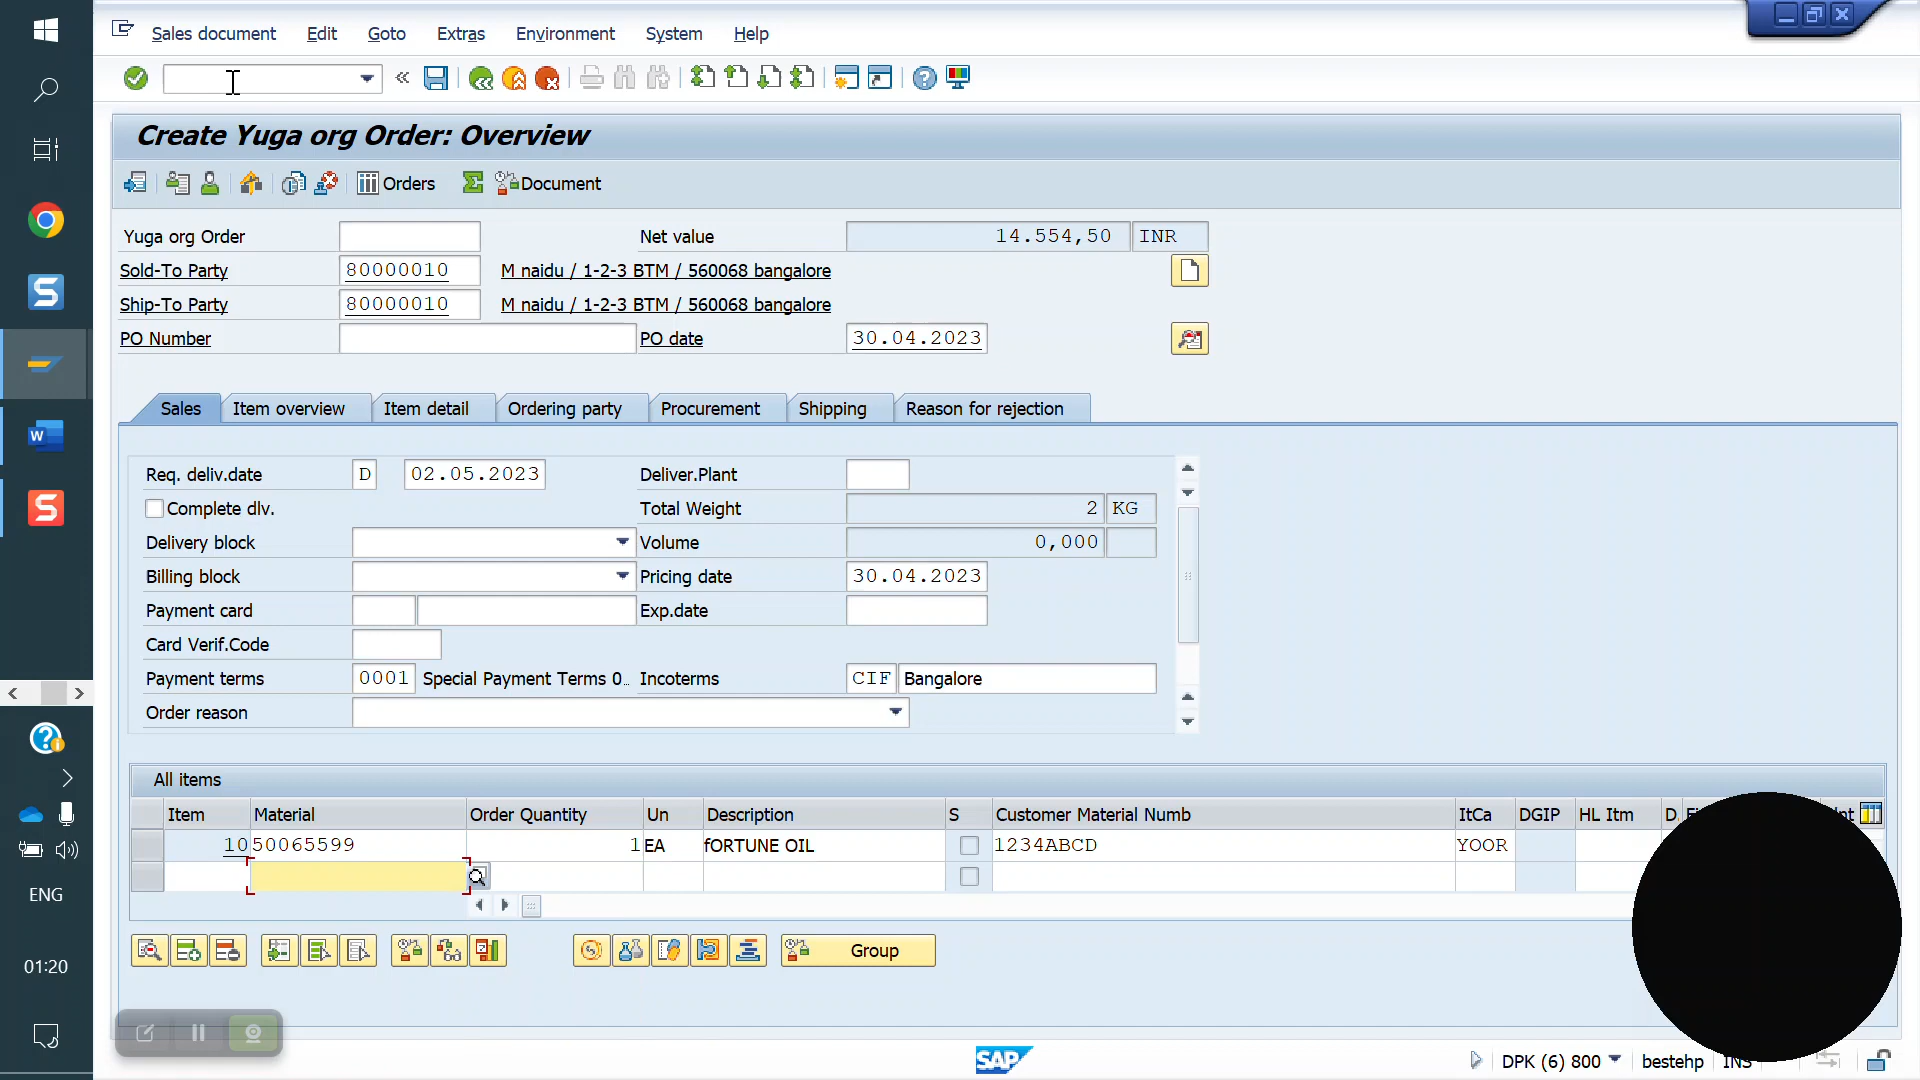 Sales document Edit Goto Extras Environment System Help
Create Yuga org Order: Overview
Orders Document
Yuga org Order Net value 14.554,50 INR
Sold-To Party 80000010 M naidu / 1-2-3 BTM / 560068 bangalore
Ship-To Party 80000010 M naidu / 1-2-3 BTM / 560068 bangalore
PO Number PO date 30.04.2023
Sales Item overview Item detail Ordering party Procurement Shipping Reason for rejection
Req. deliv.date D 02.05.2023 Deliver.Plant
Complete dlv. Total Weight 2 KG
Delivery block Volume 0,000
Billing block Pricing date 30.04.2023
Payment card Exp.date
Card Verif.Code
Payment terms 0001 Special Payment Terms 0.. Incoterms CIF Bangalore
Order reason
All items
Item Material Order Quantity Un Description S Customer Material Numb ItCa DGIP HL Itm D.
10 50065599 1 EA fORTUNE OIL 1234ABCD YOOR
Group
ENG
01:20
SAP DPK (6) 800 bestehp INS